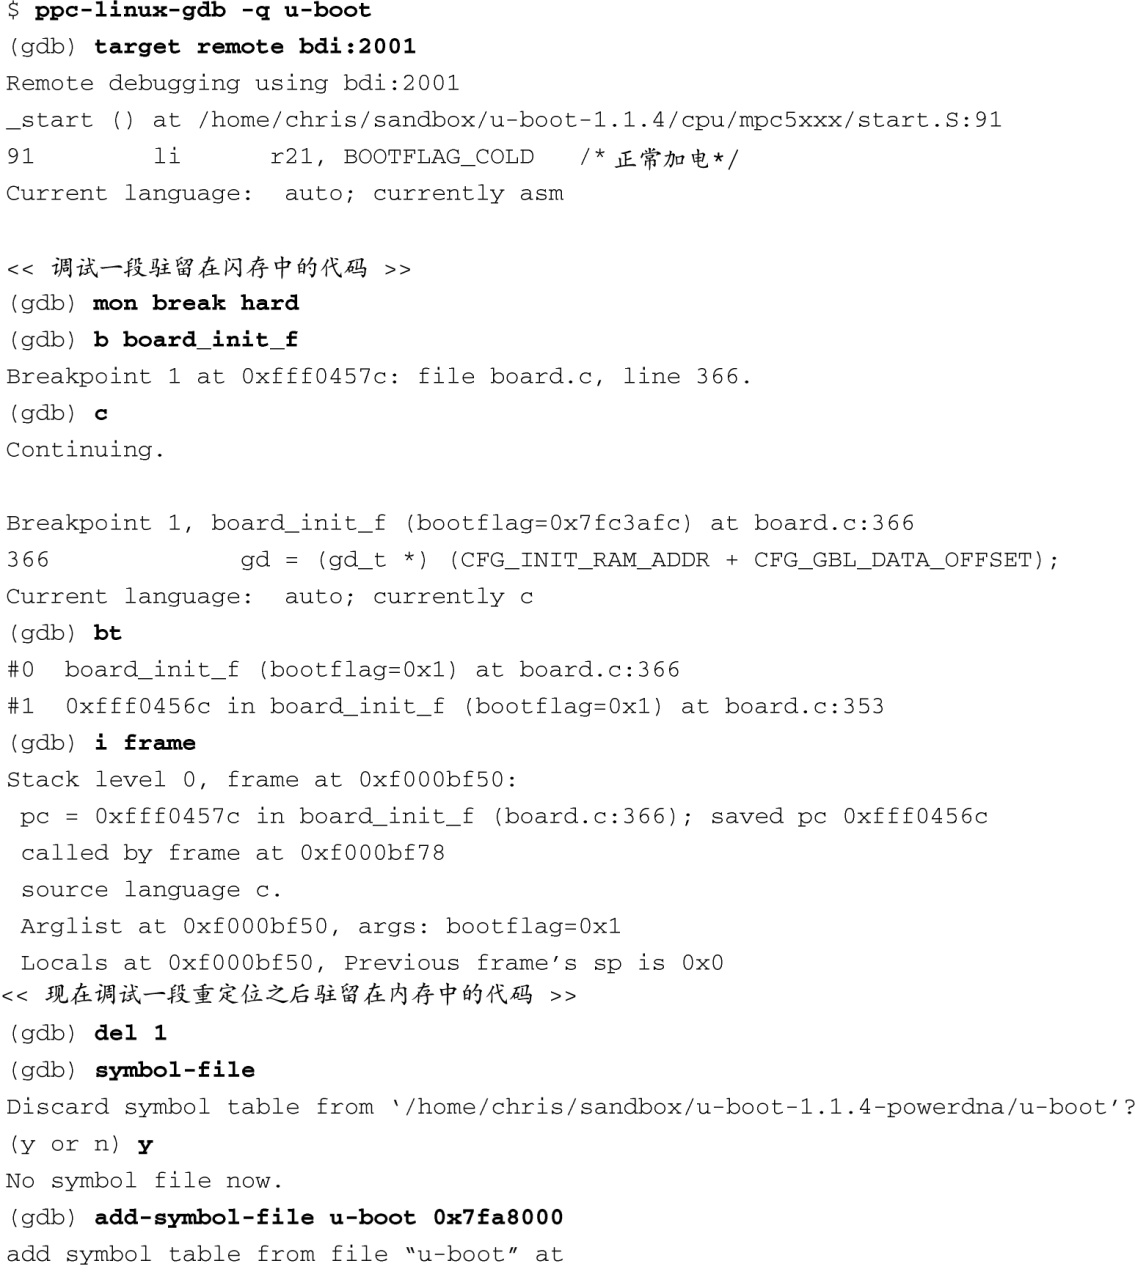 $ ppc-linux-gdb -q u-boot
(gdb) target remote bdi:2001
Remote debugging using bdi:2001
_start () at /home/chris/sandbox/u-boot-1.1.4/cpu/mpc5xxx/start.S:91
91        li      r21, BOOTFLAG_COLD   /* 正常加电*/
Current language:  auto; currently asm
<< 调试一段驻留在闪存中的代码 >>
(gdb) mon break hard
(gdb) b board_init_f
Breakpoint 1 at 0xfff0457c: file board.c, line 366.
(gdb) c
Continuing.
Breakpoint 1, board_init_f (bootflag=0x7fc3afc) at board.c:366
366             gd = (gd_t *) (CFG_INIT_RAM_ADDR + CFG_GBL_DATA_OFFSET);
Current language:  auto; currently c
(gdb) bt
#0  board_init_f (bootflag=0x1) at board.c:366
#1  0xfff0456c in board_init_f (bootflag=0x1) at board.c:353
(gdb) i frame
Stack level 0, frame at 0xf000bf50:
 pc = 0xfff0457c in board_init_f (board.c:366); saved pc 0xfff0456c
 called by frame at 0xf000bf78
 source language c.
 Arglist at 0xf000bf50, args: bootflag=0x1
 Locals at 0xf000bf50, Previous frame’s sp is 0x0
<< 现在调试一段重定位之后驻留在内存中的代码 >>
(gdb) del 1
(gdb) symbol-file
Discard symbol table from ‘/home/chris/sandbox/u-boot-1.1.4-powerdna/u-boot’?
(y or n) y
No symbol file now.
(gdb) add-symbol-file u-boot 0x7fa8000
add symbol table from file “u-boot” at